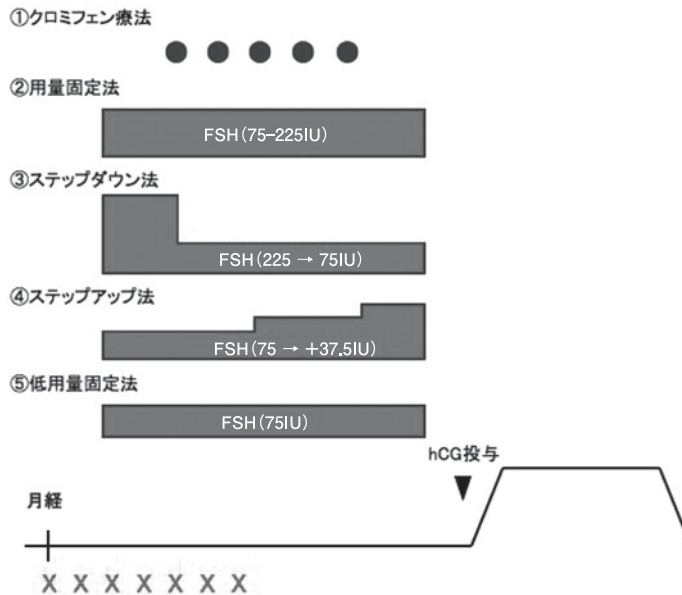 ①クロミフェン療法
②用量固定法
FSH(75−225IU)
③ステップダウン法
FSH(225 → 75IU)
④ステップアップ法
FSH(75 → +37.5IU)
⑤低用量固定法
FSH(75IU)
hCG投与
月経
X X X X X X X